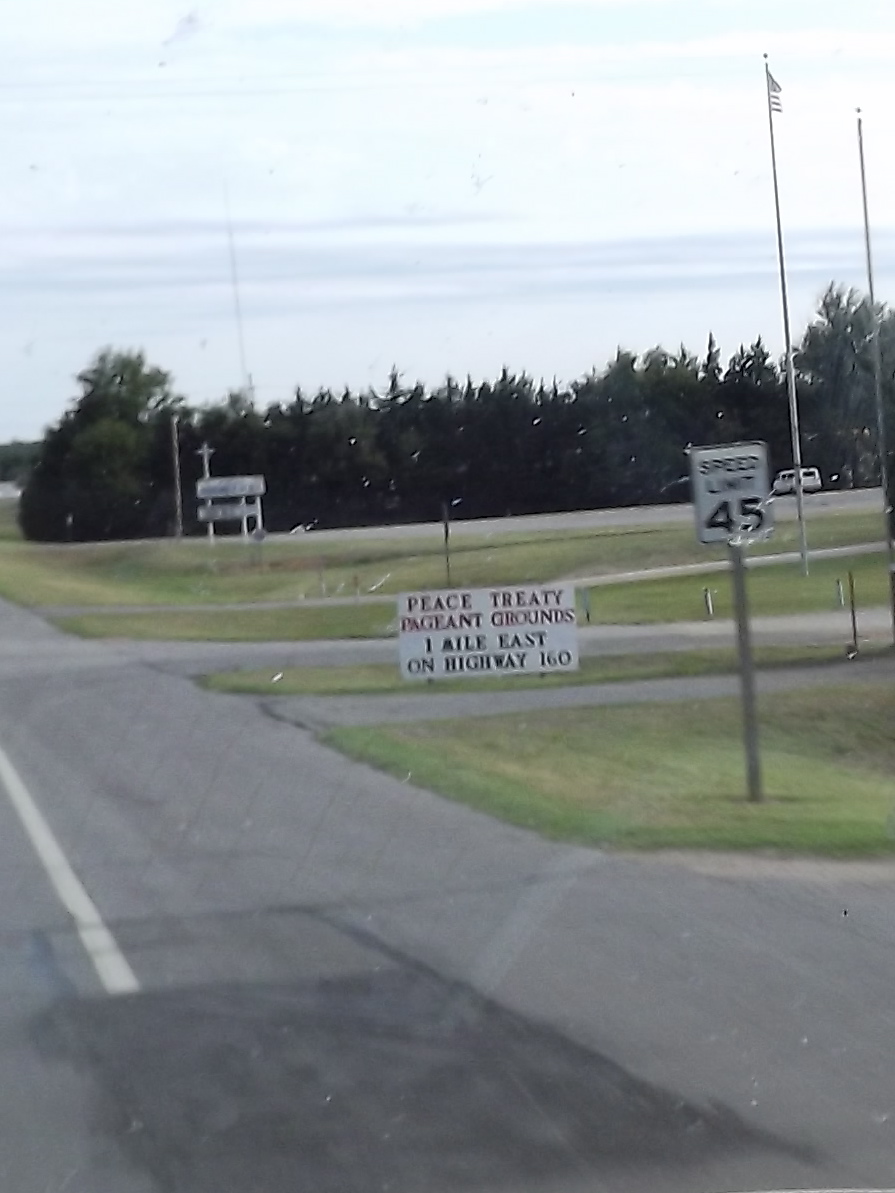 SPEED
LIMIT
45
PEACE TREATY
PAGEANT GROUNDS
1 MILE EAST
ON HIGHWAY 160